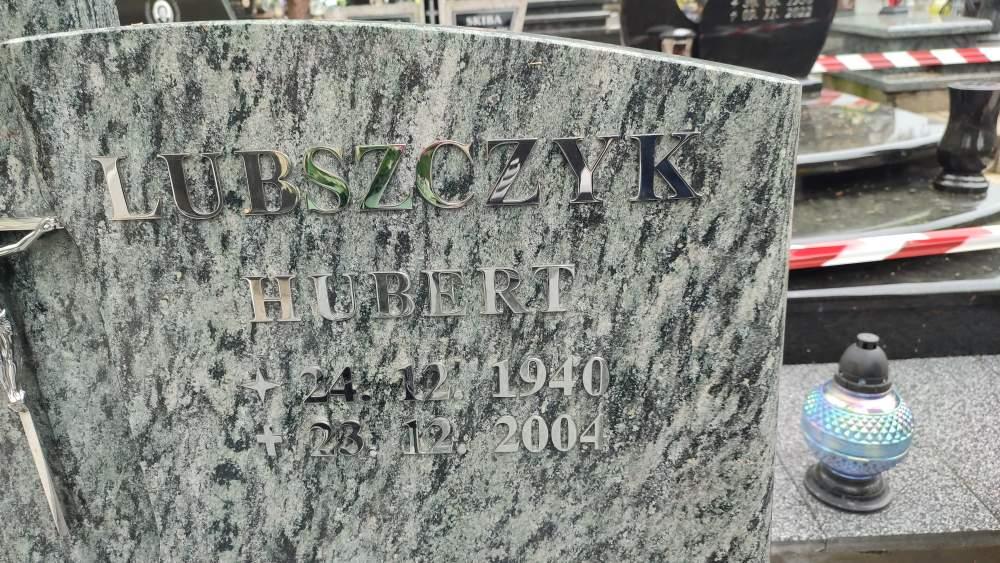 SKIBA
LUBSZCZYK
HUBERT
24. 12. 1940
23. 12. 2004